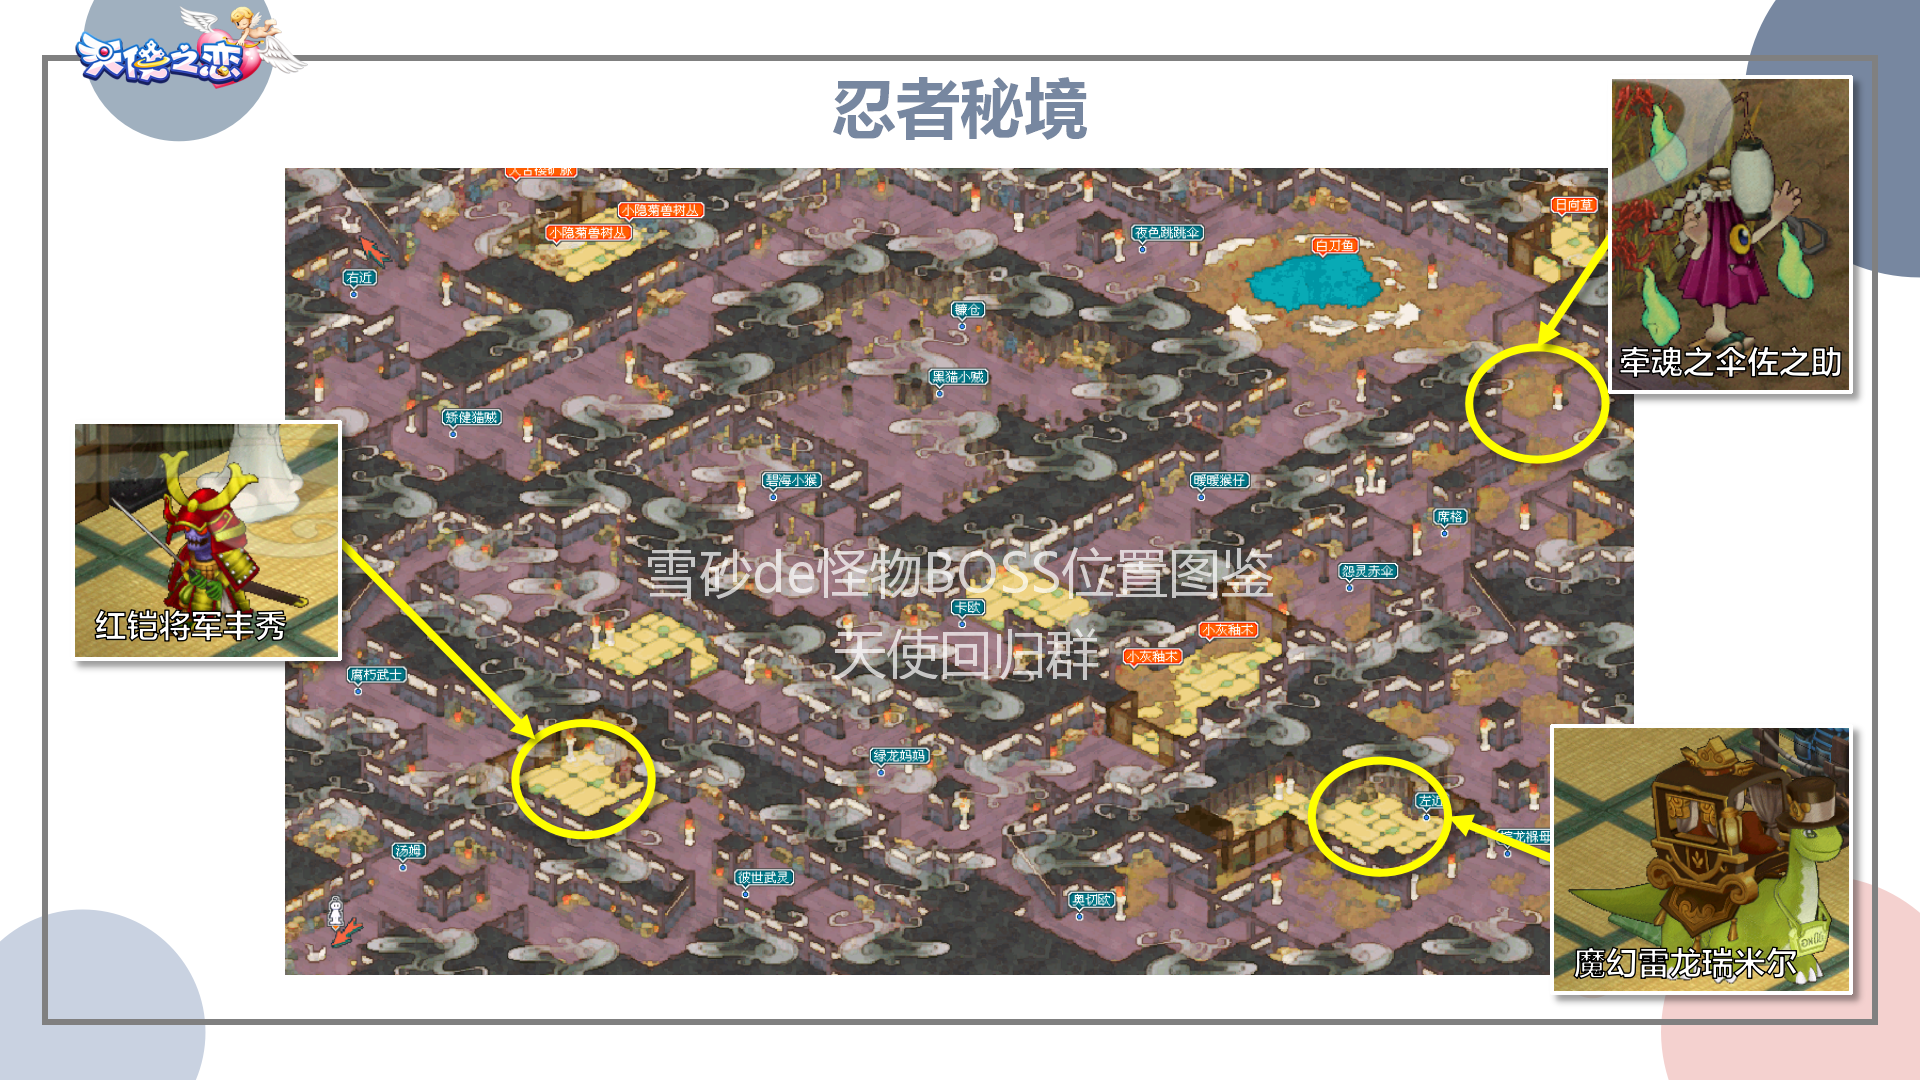 天使之恋
忍者秘境
小隐菊兽树丛
小隐菊兽树丛
日向草
夜色跳跳伞
白刀鱼
右近
镰仓
牵魂之伞佐之助
黑猫小贼
矫健猫贼
碧海小猴
暖暖猴仔
席格
雪砂de怪物BOSS位置图鉴
怨灵赤伞
卡欧
红铠将军丰秀
小灰釉木
天使回归群
小灰釉木
腐朽武士
绿龙妈妈
左近
汤姆
彼世武灵
奥切欧
魔幻雷龙瑞米尔